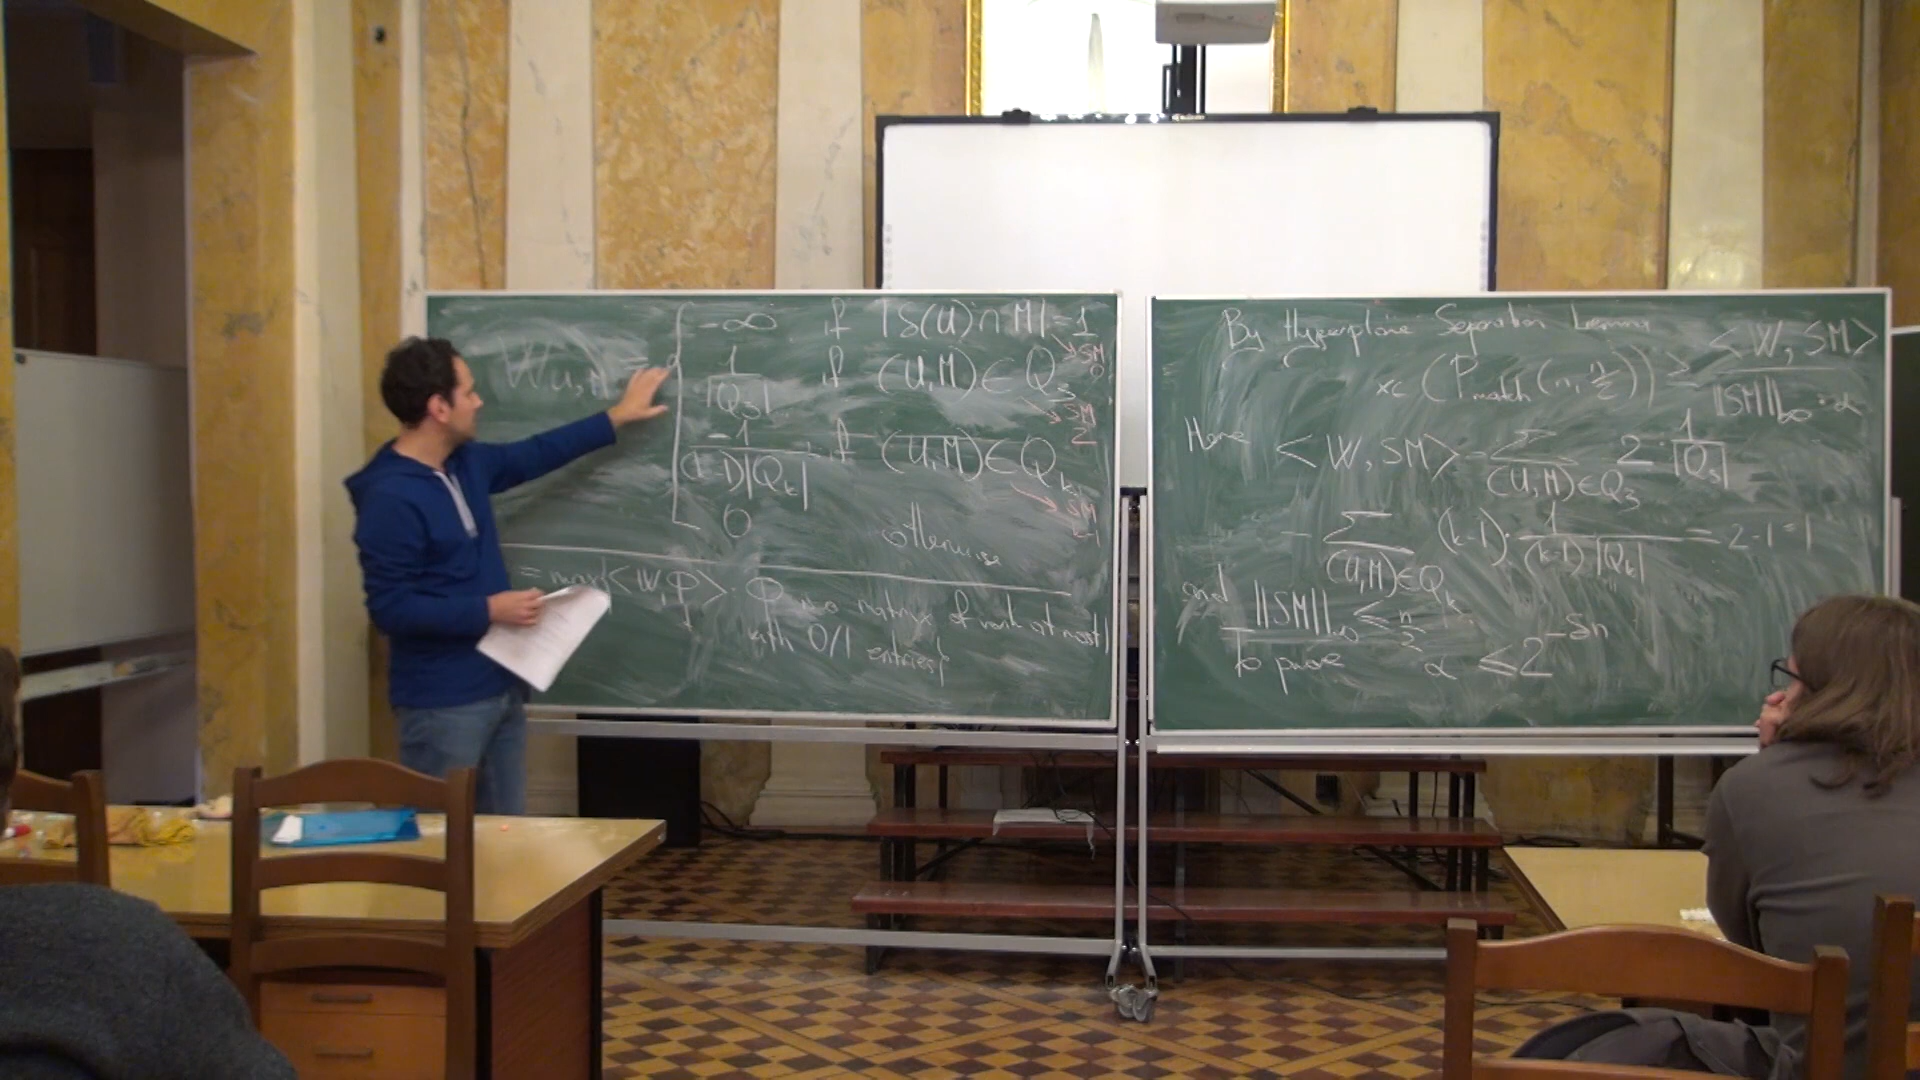 W_{U,M} = { -∞ if |S(U)∩M|=1 ↘ SM 0
1/|Q_3| if (U,M) ∈ Q_3 ↘ SM 2
-1/((k-1)|Q_k|) if (U,M) ∈ Q_k ↘ SM k-1
0 otherwise
= max{<W,Φ>: Φ is a matrix of rank at most 1
with 0/1 entries}
By Hyperplane Separation Lemma
xc(P_match(n, n/2)) ≥ <W,SM> / ||SM||_∞·α
Here <W,SM> = Σ_{(U,M)∈Q_3} 2·1/|Q_3|
- Σ_{(U,M)∈Q_k} (k-1)·1/((k-1)·|Q_k|) = 2-1=1
and ||SM||_∞ ≤ n/2
To prove α ≤ 2^{-δn}